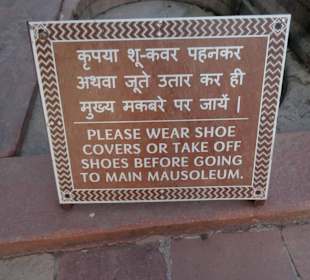 कृपया शू-कवर पहनकर
अथवा जूते उतार कर ही
मुख्य मकबरे पर जायें |
PLEASE WEAR SHOE
COVERS OR TAKE OFF
SHOES BEFORE GOING
TO MAIN MAUSOLEUM.